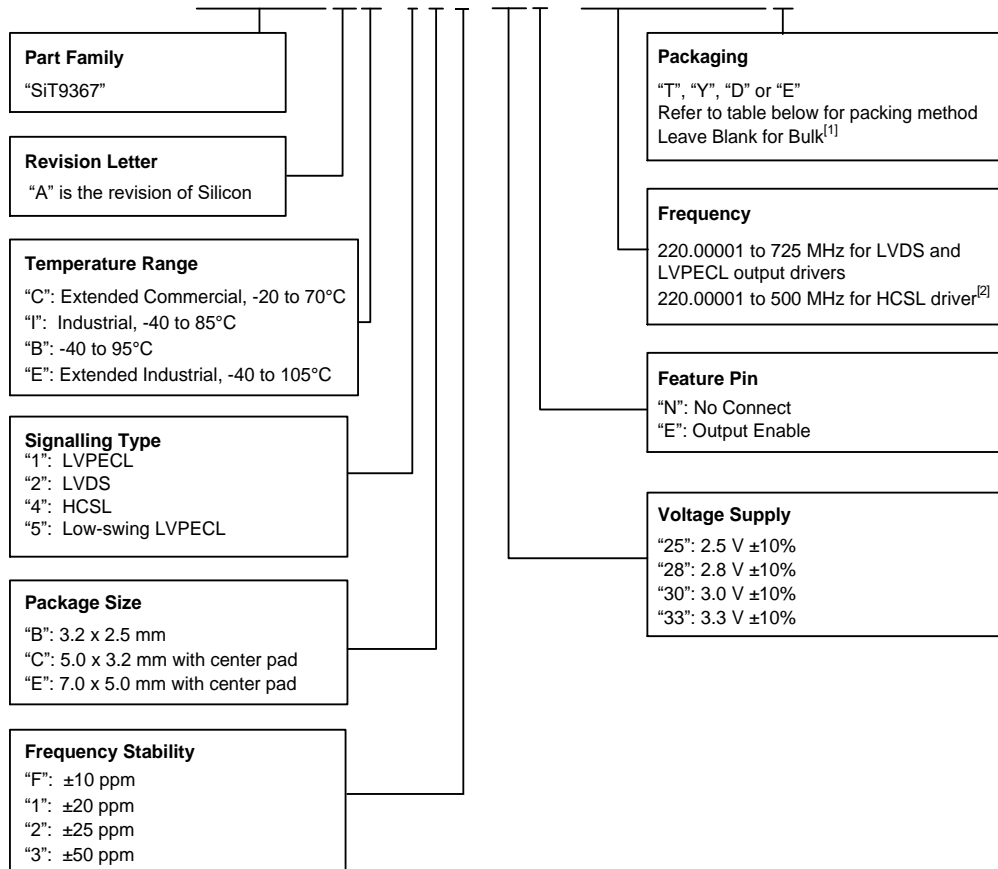 Part Family
“SiT9367”
Revision Letter
“A” is the revision of Silicon
Temperature Range
“C”: Extended Commercial, -20 to 70°C
“I”: Industrial, -40 to 85°C
“B”: -40 to 95°C
“E”: Extended Industrial, -40 to 105°C
Signalling Type
“1”: LVPECL
“2”: LVDS
“4”: HCSL
“5”: Low-swing LVPECL
Package Size
“B”: 3.2 x 2.5 mm
“C”: 5.0 x 3.2 mm with center pad
“E”: 7.0 x 5.0 mm with center pad
Frequency Stability
“F”: ±10 ppm
“1”: ±20 ppm
“2”: ±25 ppm
“3”: ±50 ppm
Packaging
“T”, “Y”, “D” or “E”
Refer to table below for packing method
Leave Blank for Bulk[1]
Frequency
220.00001 to 725 MHz for LVDS and
LVPECL output drivers
220.00001 to 500 MHz for HCSL driver[2]
Feature Pin
“N”: No Connect
“E”: Output Enable
Voltage Supply
“25”: 2.5 V ±10%
“28”: 2.8 V ±10%
“30”: 3.0 V ±10%
“33”: 3.3 V ±10%